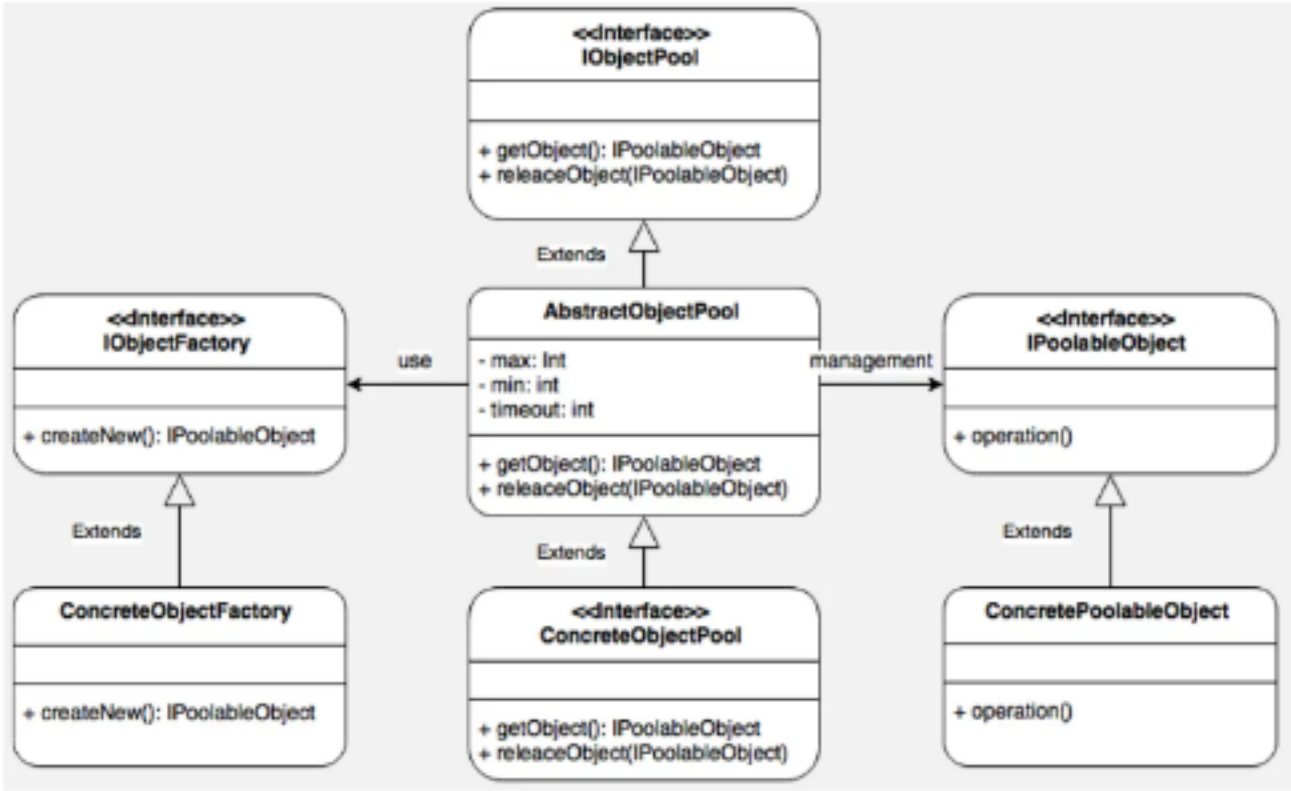 <<Interface>>
IObjectPool
+ getObject(): IPoolableObject
+ releaceObject(IPoolableObject)
Extends
<<Interface>>
IObjectFactory
+ createNew(): IPoolableObject
use
AbstractObjectPool
- max: Int
- min: int
- timeout: int
+ getObject(): IPoolableObject
+ releaceObject(IPoolableObject)
management
<<Interface>>
IPoolableObject
+ operation()
Extends
Extends
Extends
ConcreteObjectFactory
+ createNew(): IPoolableObject
<<Interface>>
ConcreteObjectPool
+ getObject(): IPoolableObject
+ releaceObject(IPoolableObject)
ConcretePoolableObject
+ operation()